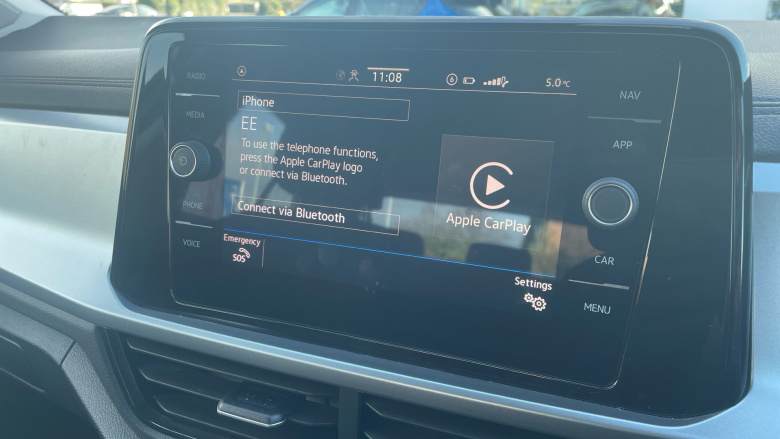 RADIO
MEDIA
PHONE
VOICE
11:08
5.0°C
iPhone
EE
To use the telephone functions,
press the Apple CarPlay logo
or connect via Bluetooth.
Connect via Bluetooth
Apple CarPlay
Emergency
SOS
Settings
NAV
APP
CAR
MENU